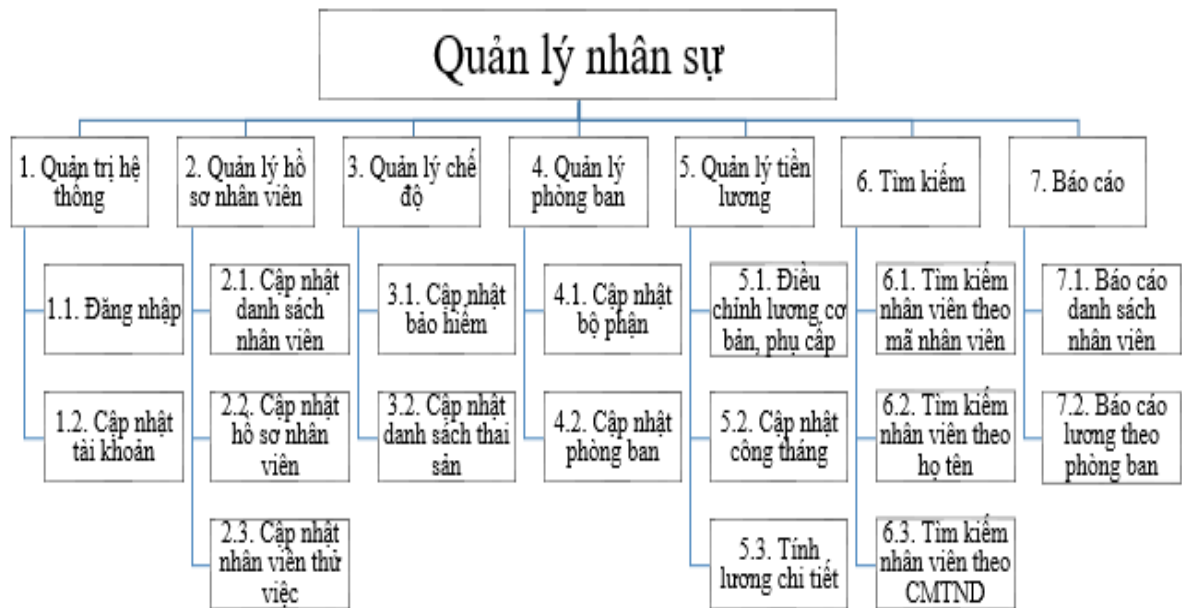 Quản lý nhân sự
1. Quản trị hệ
thống
2. Quản lý hồ
sơ nhân viên
3. Quản lý chế
độ
4. Quản lý
phòng ban
5. Quản lý tiền
lương
6. Tìm kiếm
7. Báo cáo
1.1. Đăng nhập
1.2. Cập nhật
tài khoản
2.1. Cập nhật
danh sách
nhân viên
2.2. Cập nhật
hồ sơ nhân
viên
2.3. Cập nhật
nhân viên thử
việc
3.1. Cập nhật
bảo hiểm
3.2. Cập nhật
danh sách thai
sản
4.1. Cập nhật
bộ phận
4.2. Cập nhật
phòng ban
5.1. Điều
chỉnh lương cơ
bản, phụ cấp
5.2. Cập nhật
công tháng
5.3. Tính
lương chi tiết
6.1. Tìm kiếm
nhân viên theo
mã nhân viên
6.2. Tìm kiếm
nhân viên theo
họ tên
6.3. Tìm kiếm
nhân viên theo
CMTND
7.1. Báo cáo
danh sách
nhân viên
7.2. Báo cáo
lương theo
phòng ban